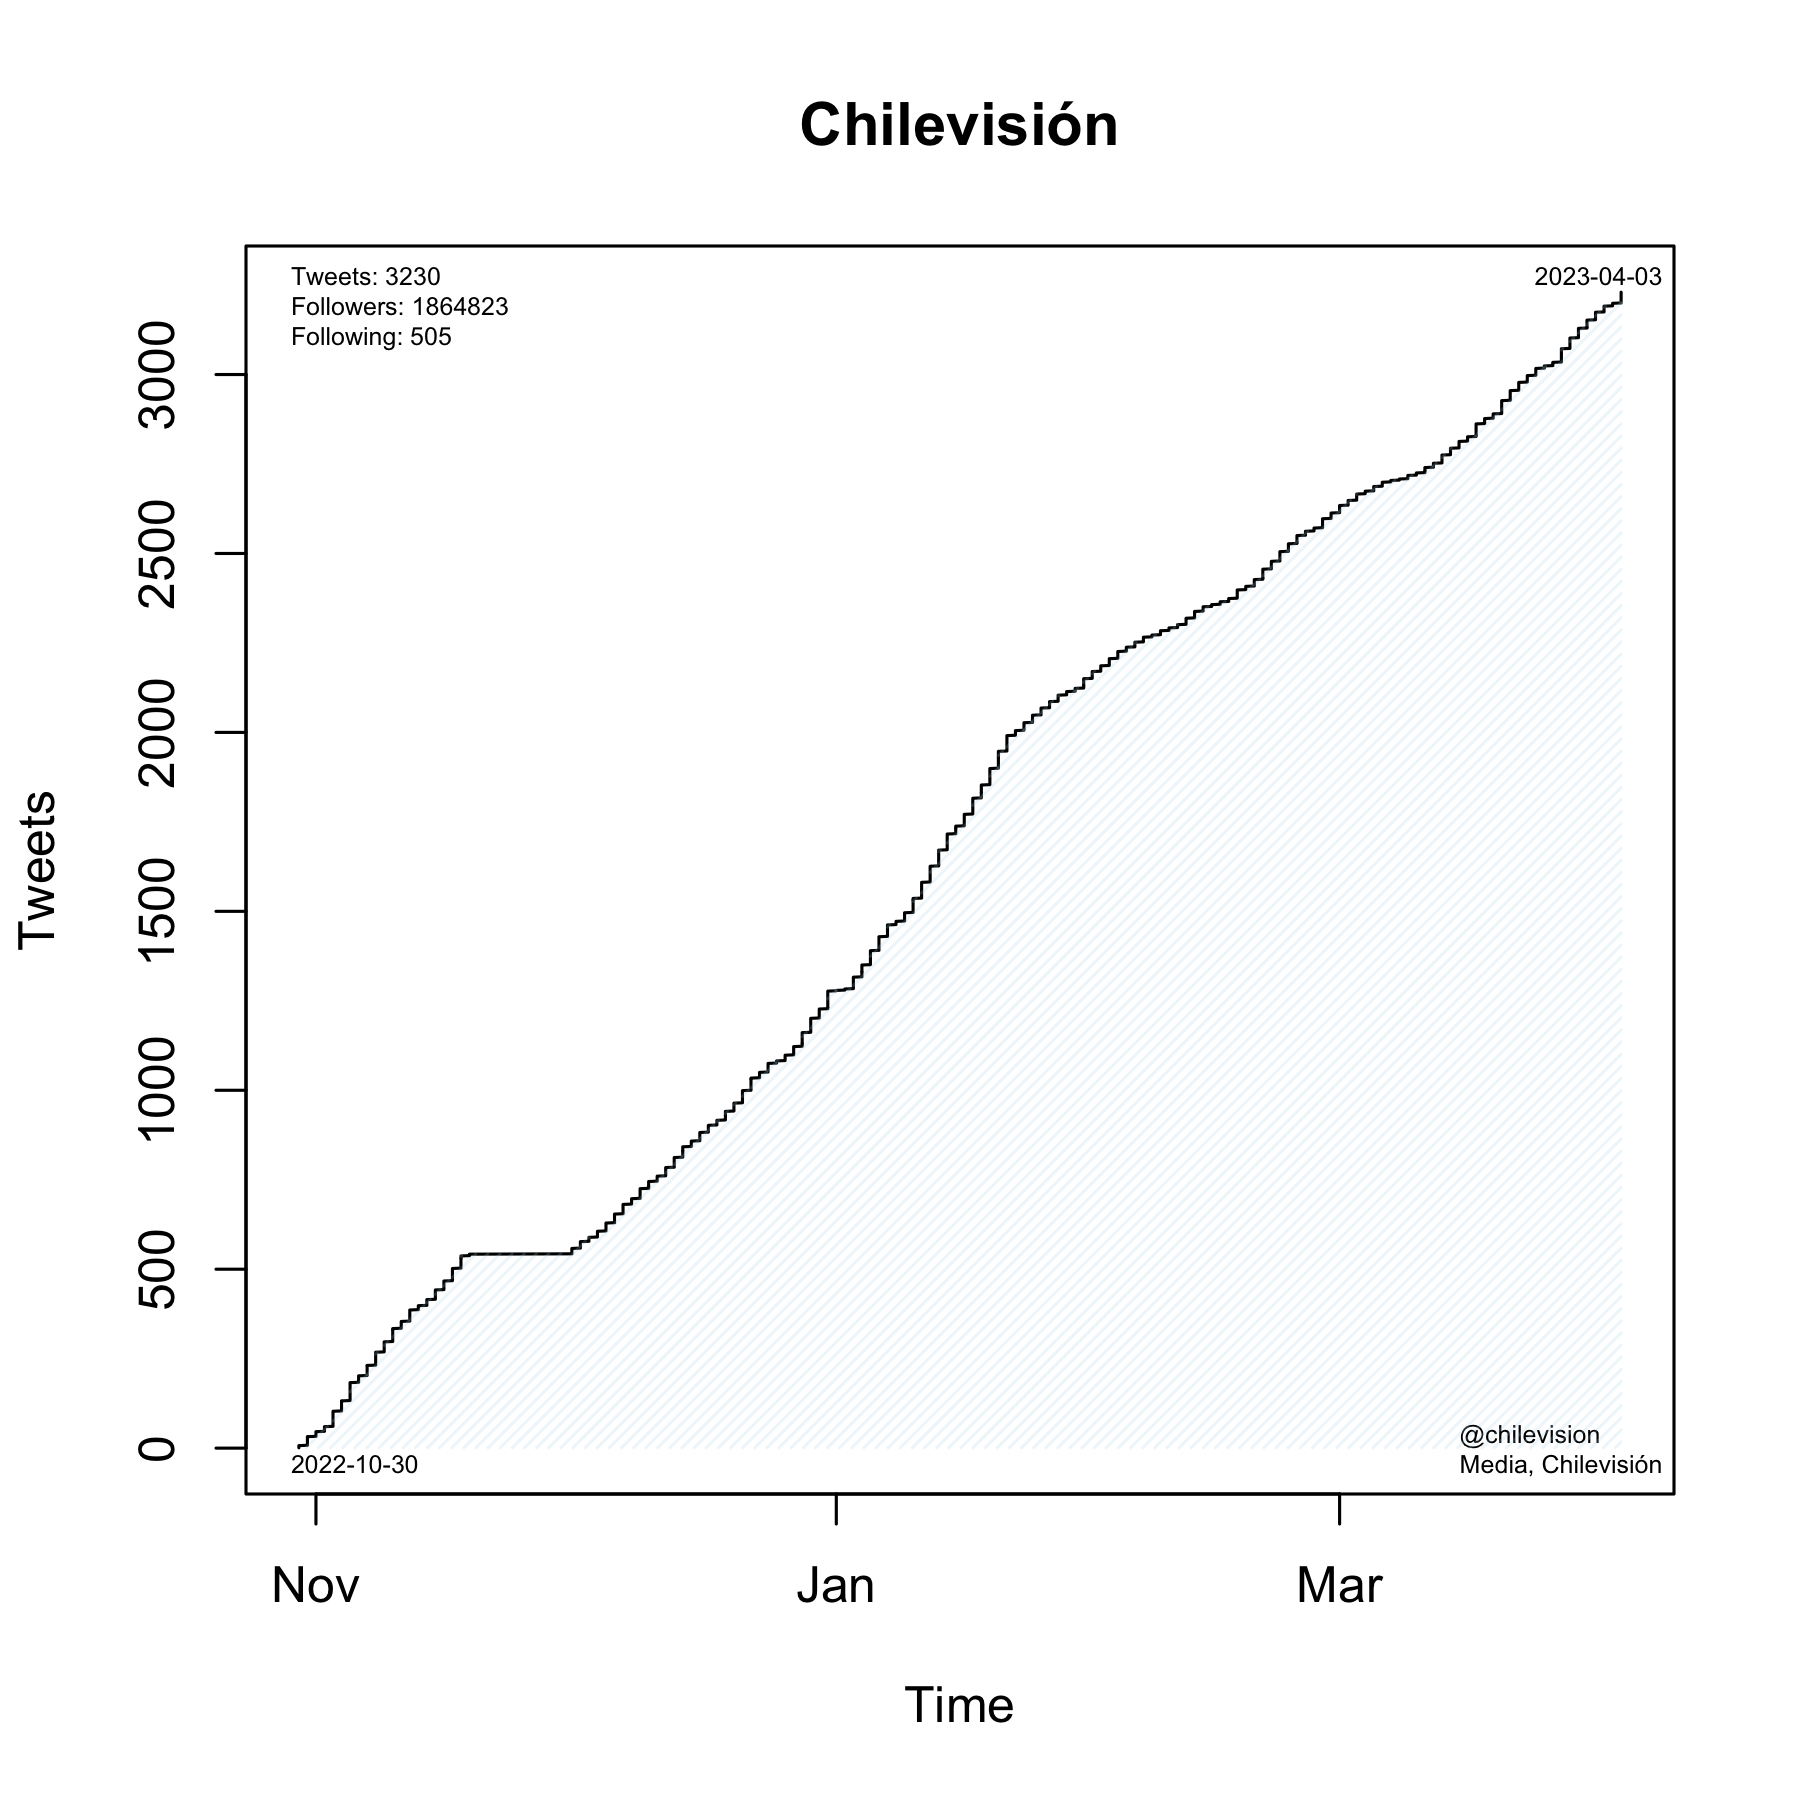 Chilevisión
Tweets: 3230
Followers: 1864823
Following: 505
2023-04-03
3000
2500
2000
1500
1000
500
0
Tweets
2022-10-30
@chilevision
Media, Chilevisión
Nov Jan Mar
Time